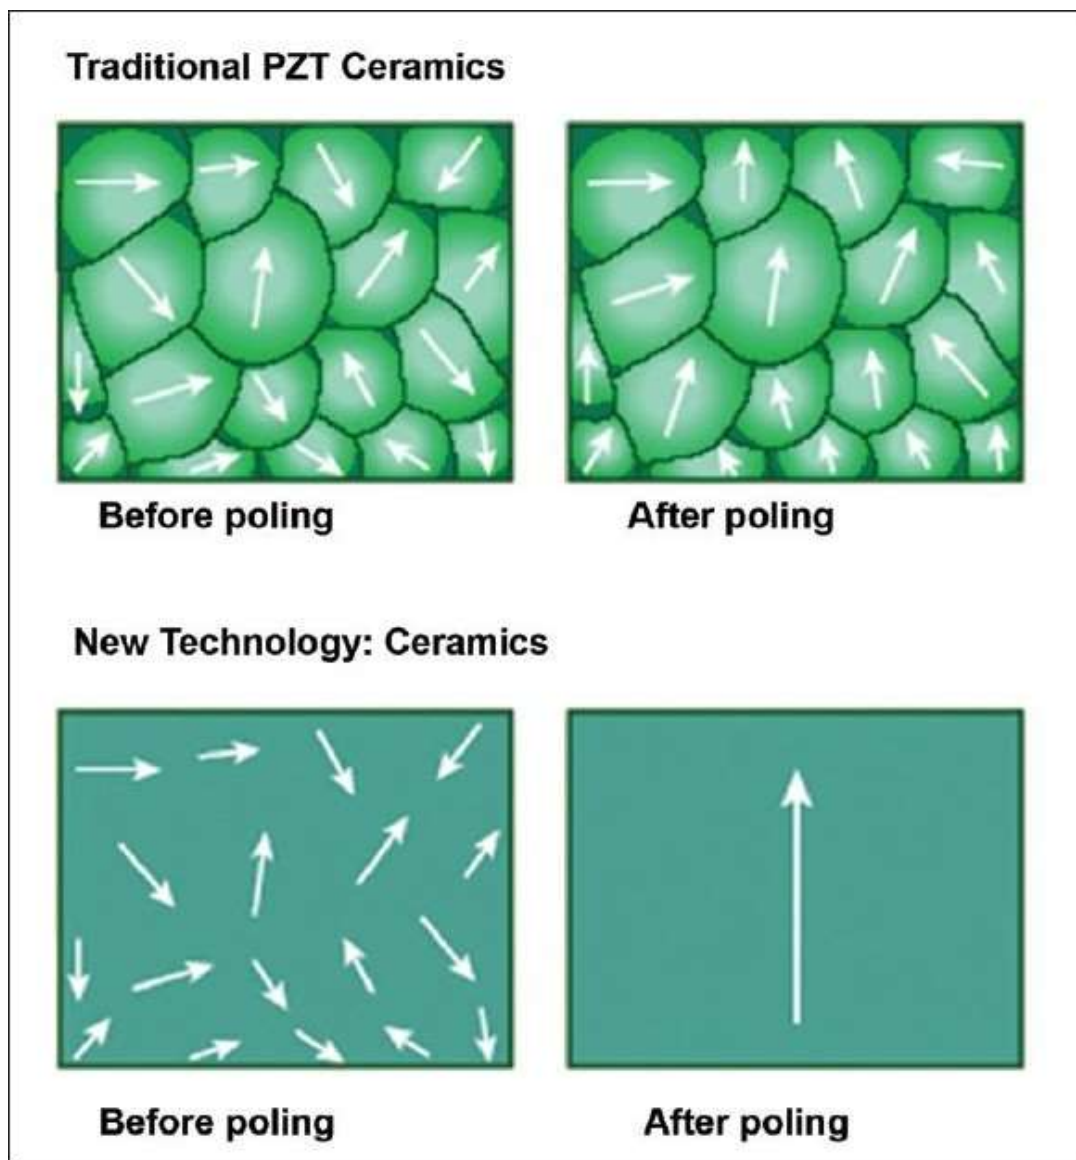 Traditional PZT Ceramics
Before poling
After poling
New Technology: Ceramics
Before poling
After poling